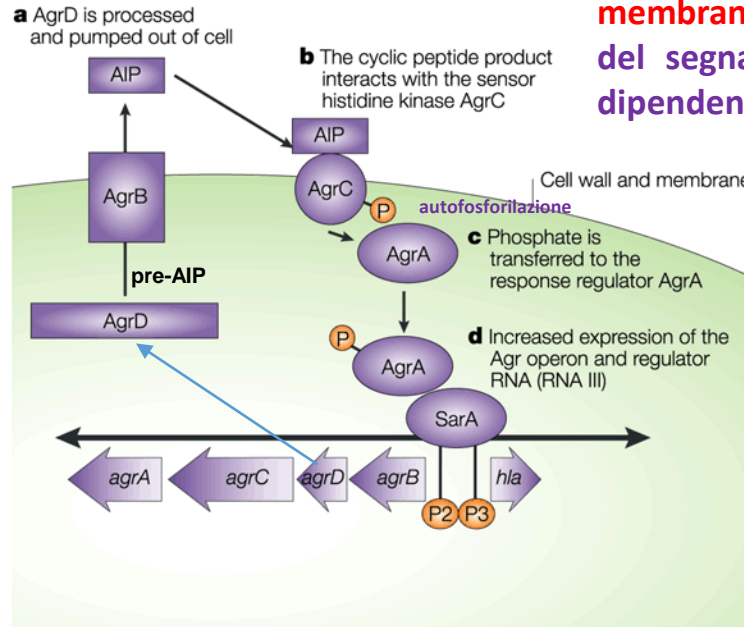 a AgrD is processed
and pumped out of cell
membran
del segna
dipenden
b The cyclic peptide product
interacts with the sensor
histidine kinase AgrC
AIP
AIP
AgrC
P
AgrB
Cell wall and membrane
autofosforilazione
c Phosphate is
transferred to the
response regulator AgrA
AgrA
pre-AIP
AgrD
d Increased expression of the
Agr operon and regulator
RNA (RNA III)
P
AgrA
SarA
agrA
agrC
agrD
agrB
hla
P2
P3